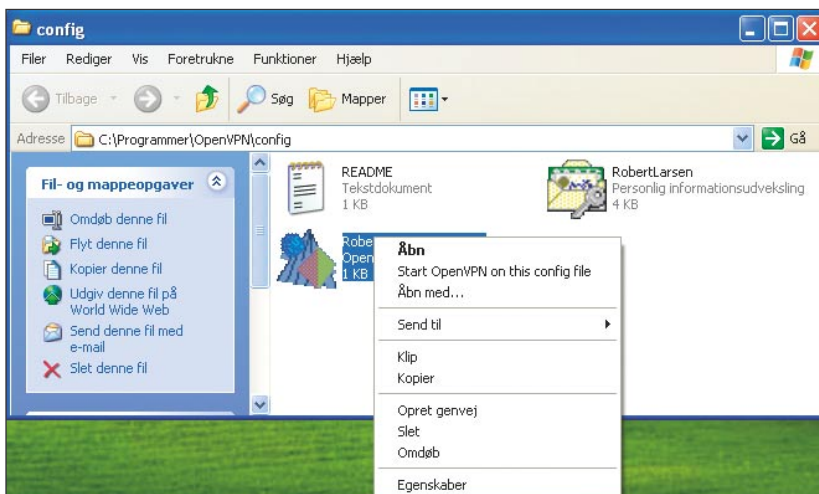 config
Filer Rediger Vis Foretrukne Funktioner Hjælp
Tilbage Søg Mapper
Adresse C:\Programmer\OpenVPN\config Gå
Fil- og mappeopgaver
Omdøb denne fil
Flyt denne fil
Kopier denne fil
Udgiv denne fil på
World Wide Web
Send denne fil med
e-mail
Slet denne fil
README
Tekstdokument
1 KB
RobertLarsen
Personlig informationsudveksling
4 KB
Robe
Open
1 KB
Åbn
Start OpenVPN on this config file
Åbn med...
Send til
Klip
Kopier
Opret genvej
Slet
Omdøb
Egenskaber